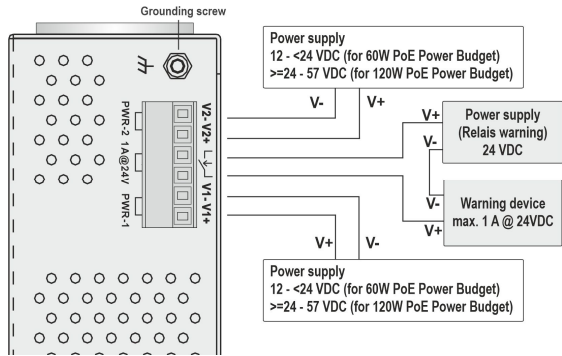 Grounding screw
Power supply
12 - <24 VDC (for 60W PoE Power Budget)
>=24 - 57 VDC (for 120W PoE Power Budget)
V-
V+
V+
Power supply
(Relais warning)
24 VDC
V-
PWR-2 1A@24V PWR-1
V2- V2+
V1- V1+
V-
V+
Warning device
max. 1 A @ 24VDC
V+
V-
Power supply
12 - <24 VDC (for 60W PoE Power Budget)
>=24 - 57 VDC (for 120W PoE Power Budget)